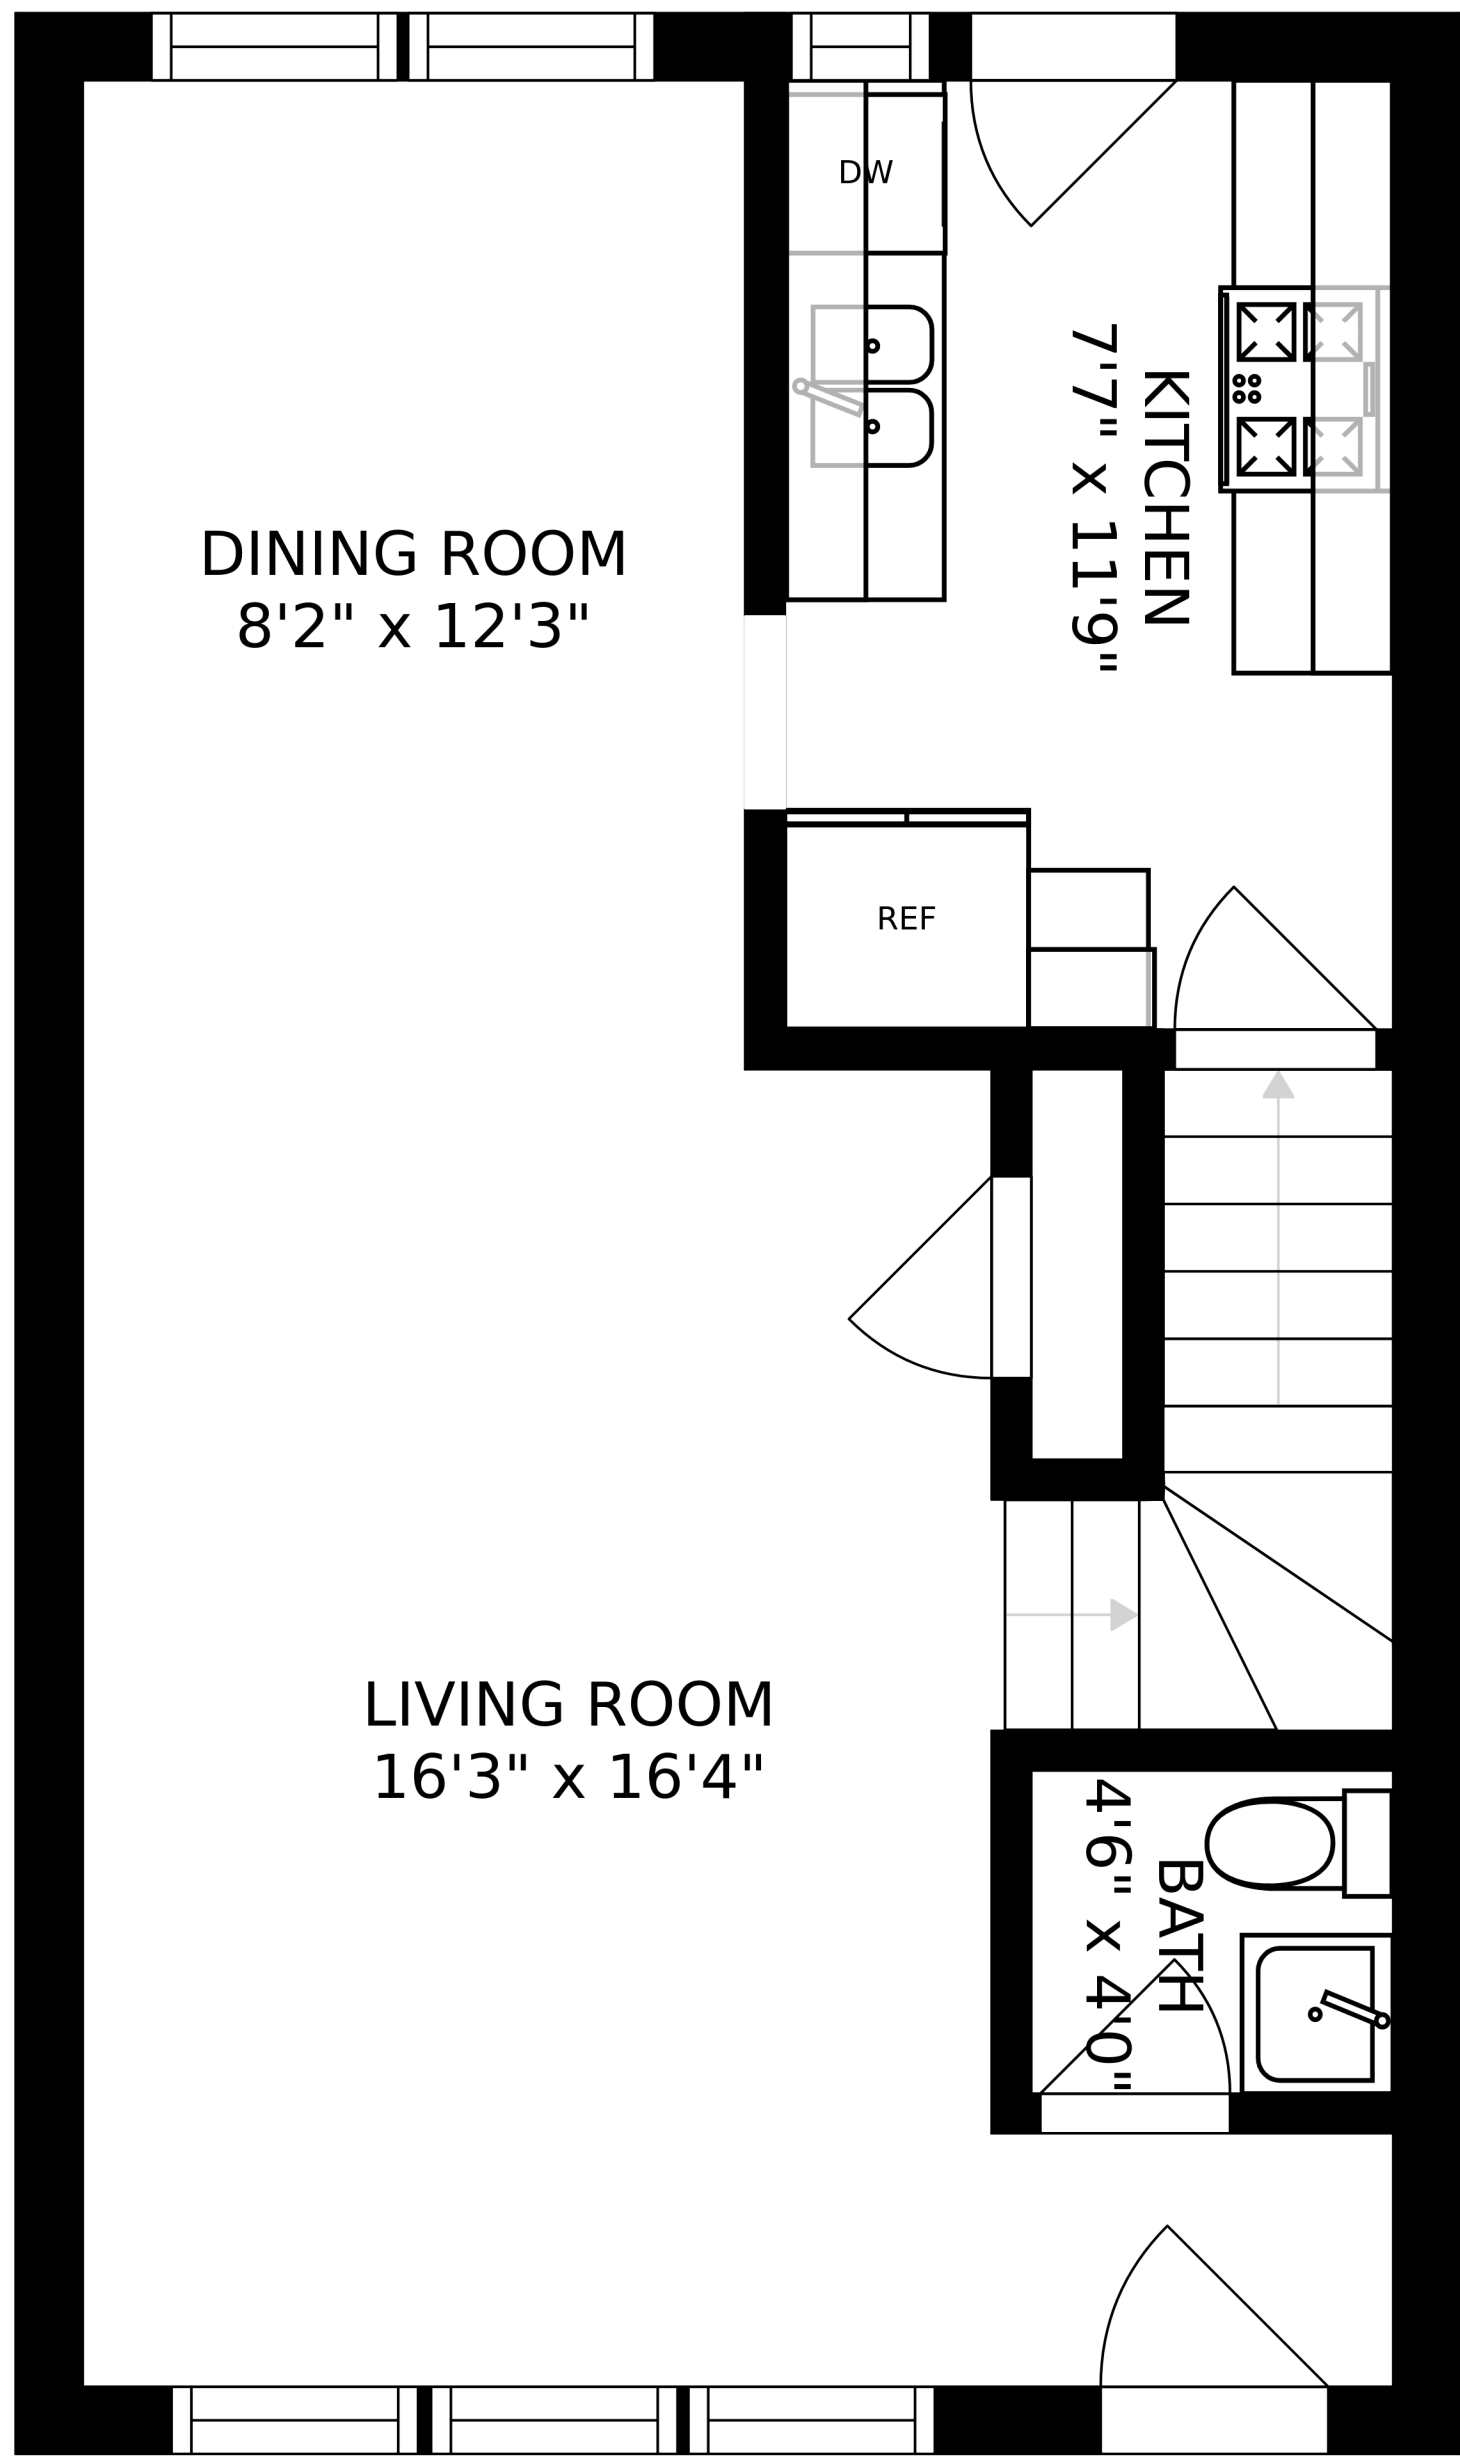 DW
KITCHEN
7'7" x 11'9"
DINING ROOM
8'2" x 12'3"
REF
LIVING ROOM
16'3" x 16'4"
BATH
4'6" x 4'0"